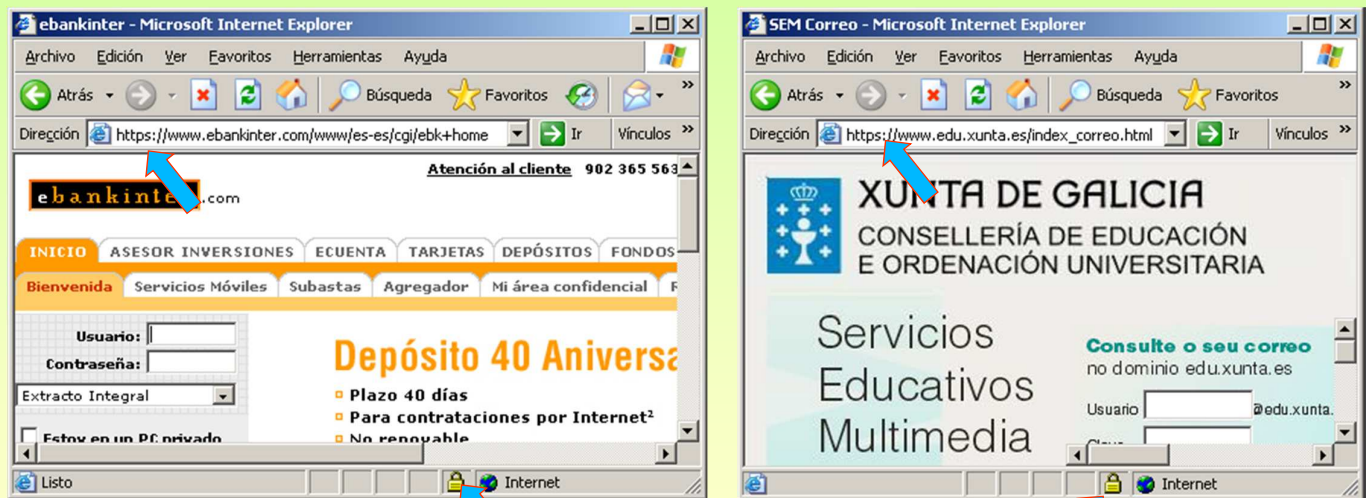 ebankinter - Microsoft Internet Explorer
Archivo Edición Ver Favoritos Herramientas Ayuda
Atrás Búsqueda Favoritos »
Dirección https://www.ebankinter.com/www/es-es/cgi/ebk+home Ir Vínculos »
Atención al cliente 902 365 563
.com
INICIO ASESOR INVERSIONES ECUENTA TARJETAS DEPÓSITOS FONDOS
Bienvenida Servicios Móviles Subastas Agregador Mi área confidencial
Usuario:
Contraseña:
Extracto Integral
Estoy en un PC privado
Depósito 40 Aniversa
Plazo 40 días
Para contrataciones por Internet²
No renovable
Listo Internet
SEM Correo - Microsoft Internet Explorer
Archivo Edición Ver Favoritos Herramientas Ayuda
Atrás Búsqueda Favoritos »
Dirección https://www.edu.xunta.es/index_correo.html Ir Vínculos »
XUNTA DE GALICIA
CONSELLERÍA DE EDUCACIÓN
E ORDENACIÓN UNIVERSITARIA
Servicios
Educativos
Multimedia
Consulte o seu correo
no dominio edu.xunta.es
Usuario @edu.xunta.
Internet